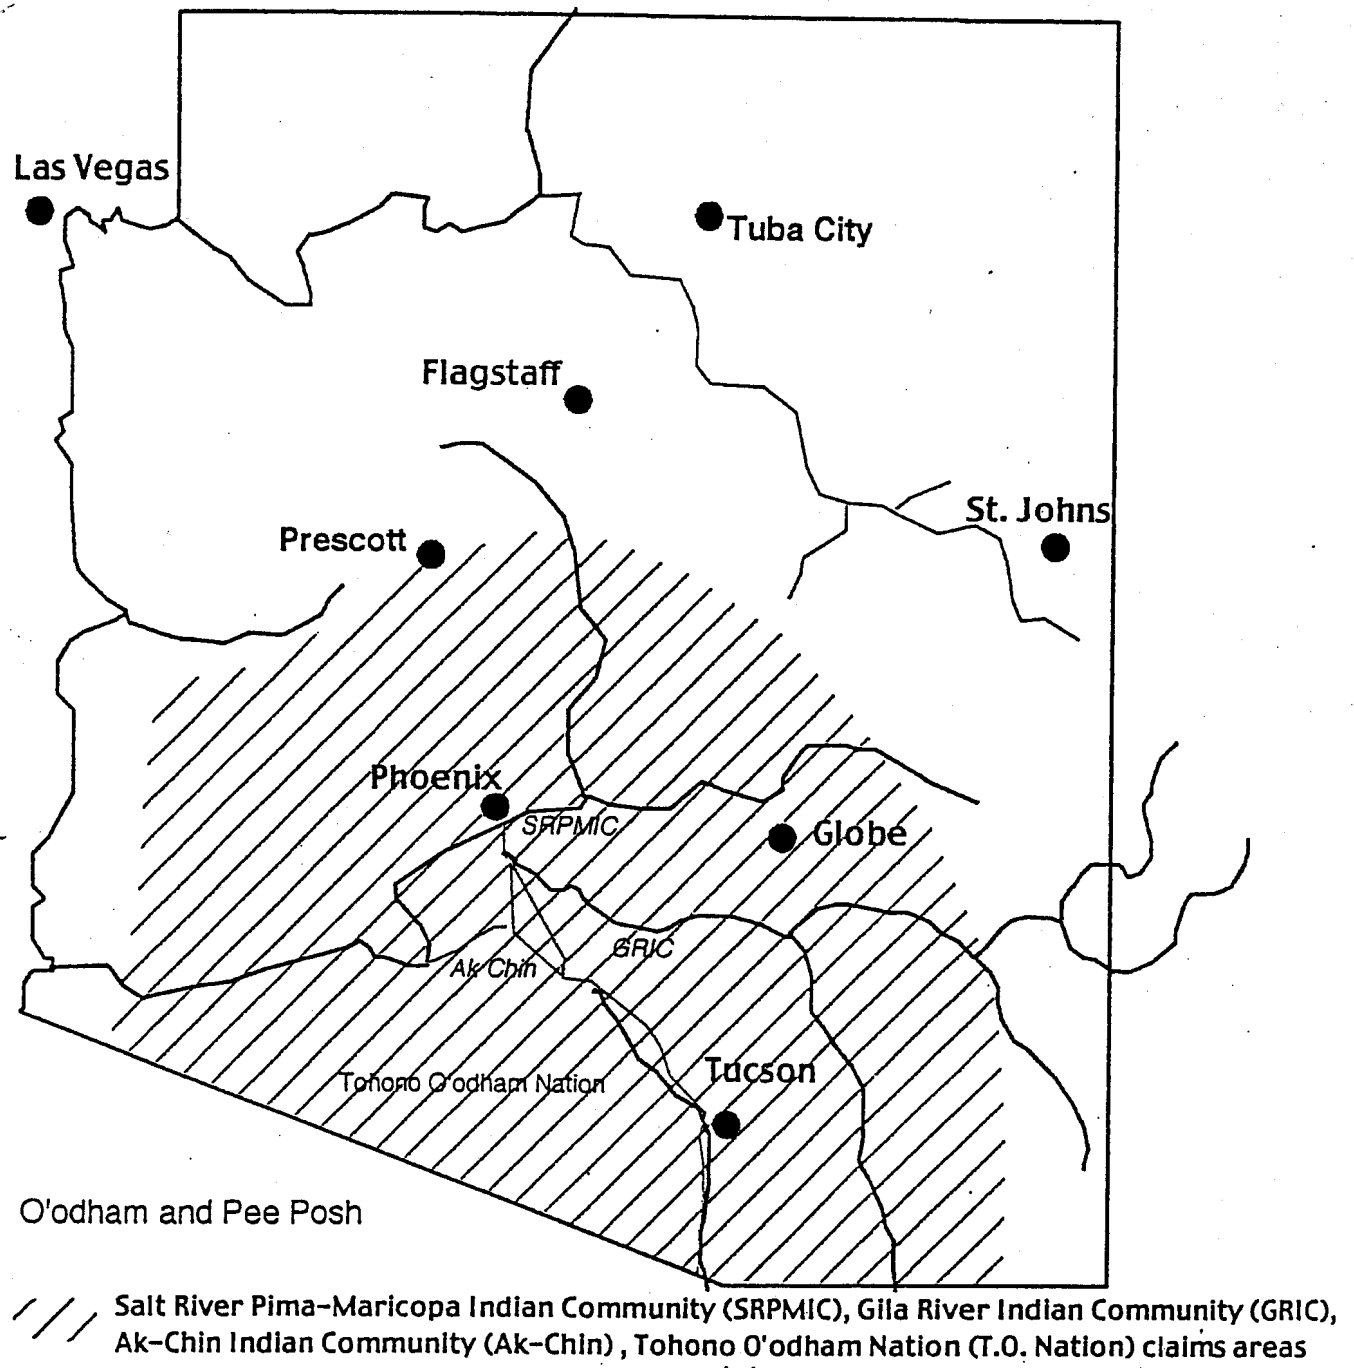 Las Vegas
Tuba City
Flagstaff
St. Johns
Prescott
Phoenix
SRPMIC
Globe
GRIC
Ak Chin
Tucson
Tohono O'odham Nation
O'odham and Pee Posh
Salt River Pima-Maricopa Indian Community (SRPMIC), Gila River Indian Community (GRIC),
Ak-Chin Indian Community (Ak-Chin) , Tohono O'odham Nation (T.O. Nation) claims areas